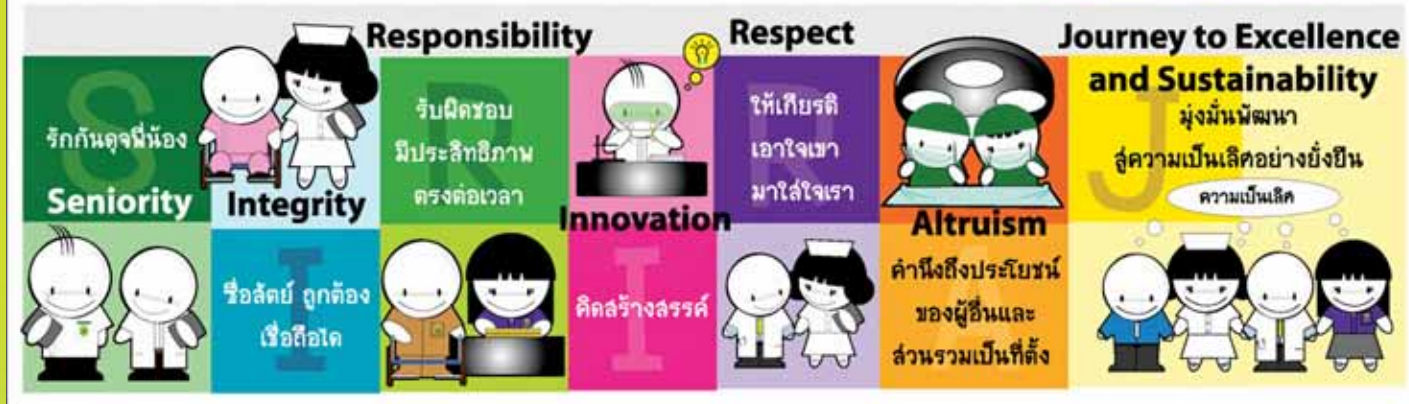 S
รักกันดุจพี่น้อง
Seniority
Integrity
I
ซื่อสัตย์ ถูกต้อง
เชื่อถือได้
Responsibility
R
รับผิดชอบ
มีประสิทธิภาพ
ตรงต่อเวลา
Innovation
I
คิดสร้างสรรค์
Respect
R
ให้เกียรติ
เอาใจเขา
มาใส่ใจเรา
Altruism
A
คำนึงถึงประโยชน์
ของผู้อื่นและ
ส่วนรวมเป็นที่ตั้ง
Journey to Excellence
and Sustainability
J
มุ่งมั่นพัฒนา
สู่ความเป็นเลิศอย่างยั่งยืน
ความเป็นเลิศ